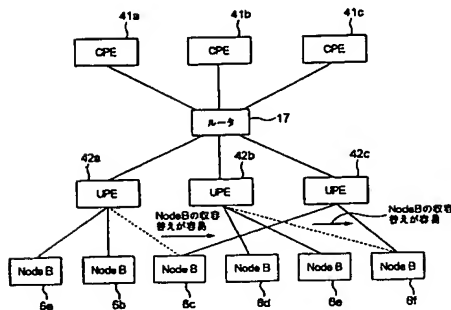 41a
41b
41c
CPE
CPE
CPE
ルータ
17
42a
42b
42c
UPE
UPE
UPE
NodeBの収容
替えが容易
NodeBの収容
替えが容易
Node B
Node B
Node B
Node B
Node B
Node B
6a
6b
6c
6d
6e
6f